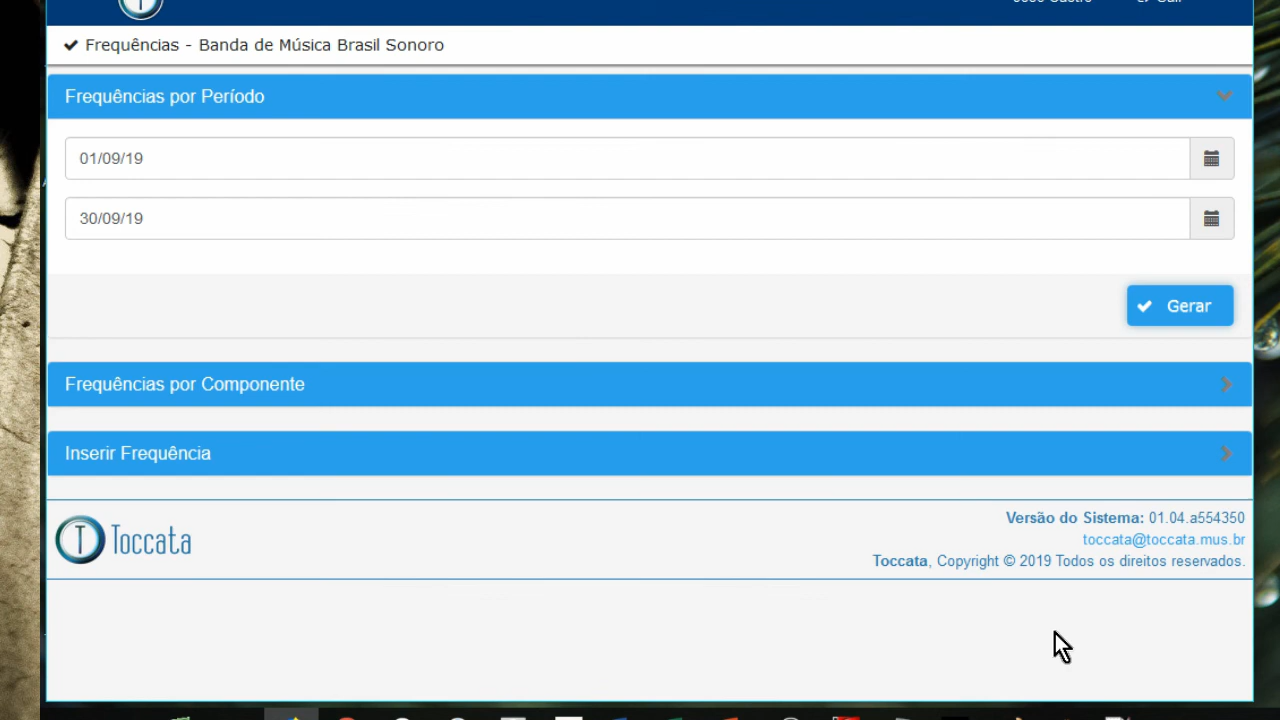 Frequências - Banda de Música Brasil Sonoro
Frequências por Período
01/09/19
30/09/19
Gerar
Frequências por Componente
Inserir Frequência
T Toccata
Versão do Sistema: 01.04.a554350
toccata@toccata.mus.br
Toccata, Copyright © 2019 Todos os direitos reservados.